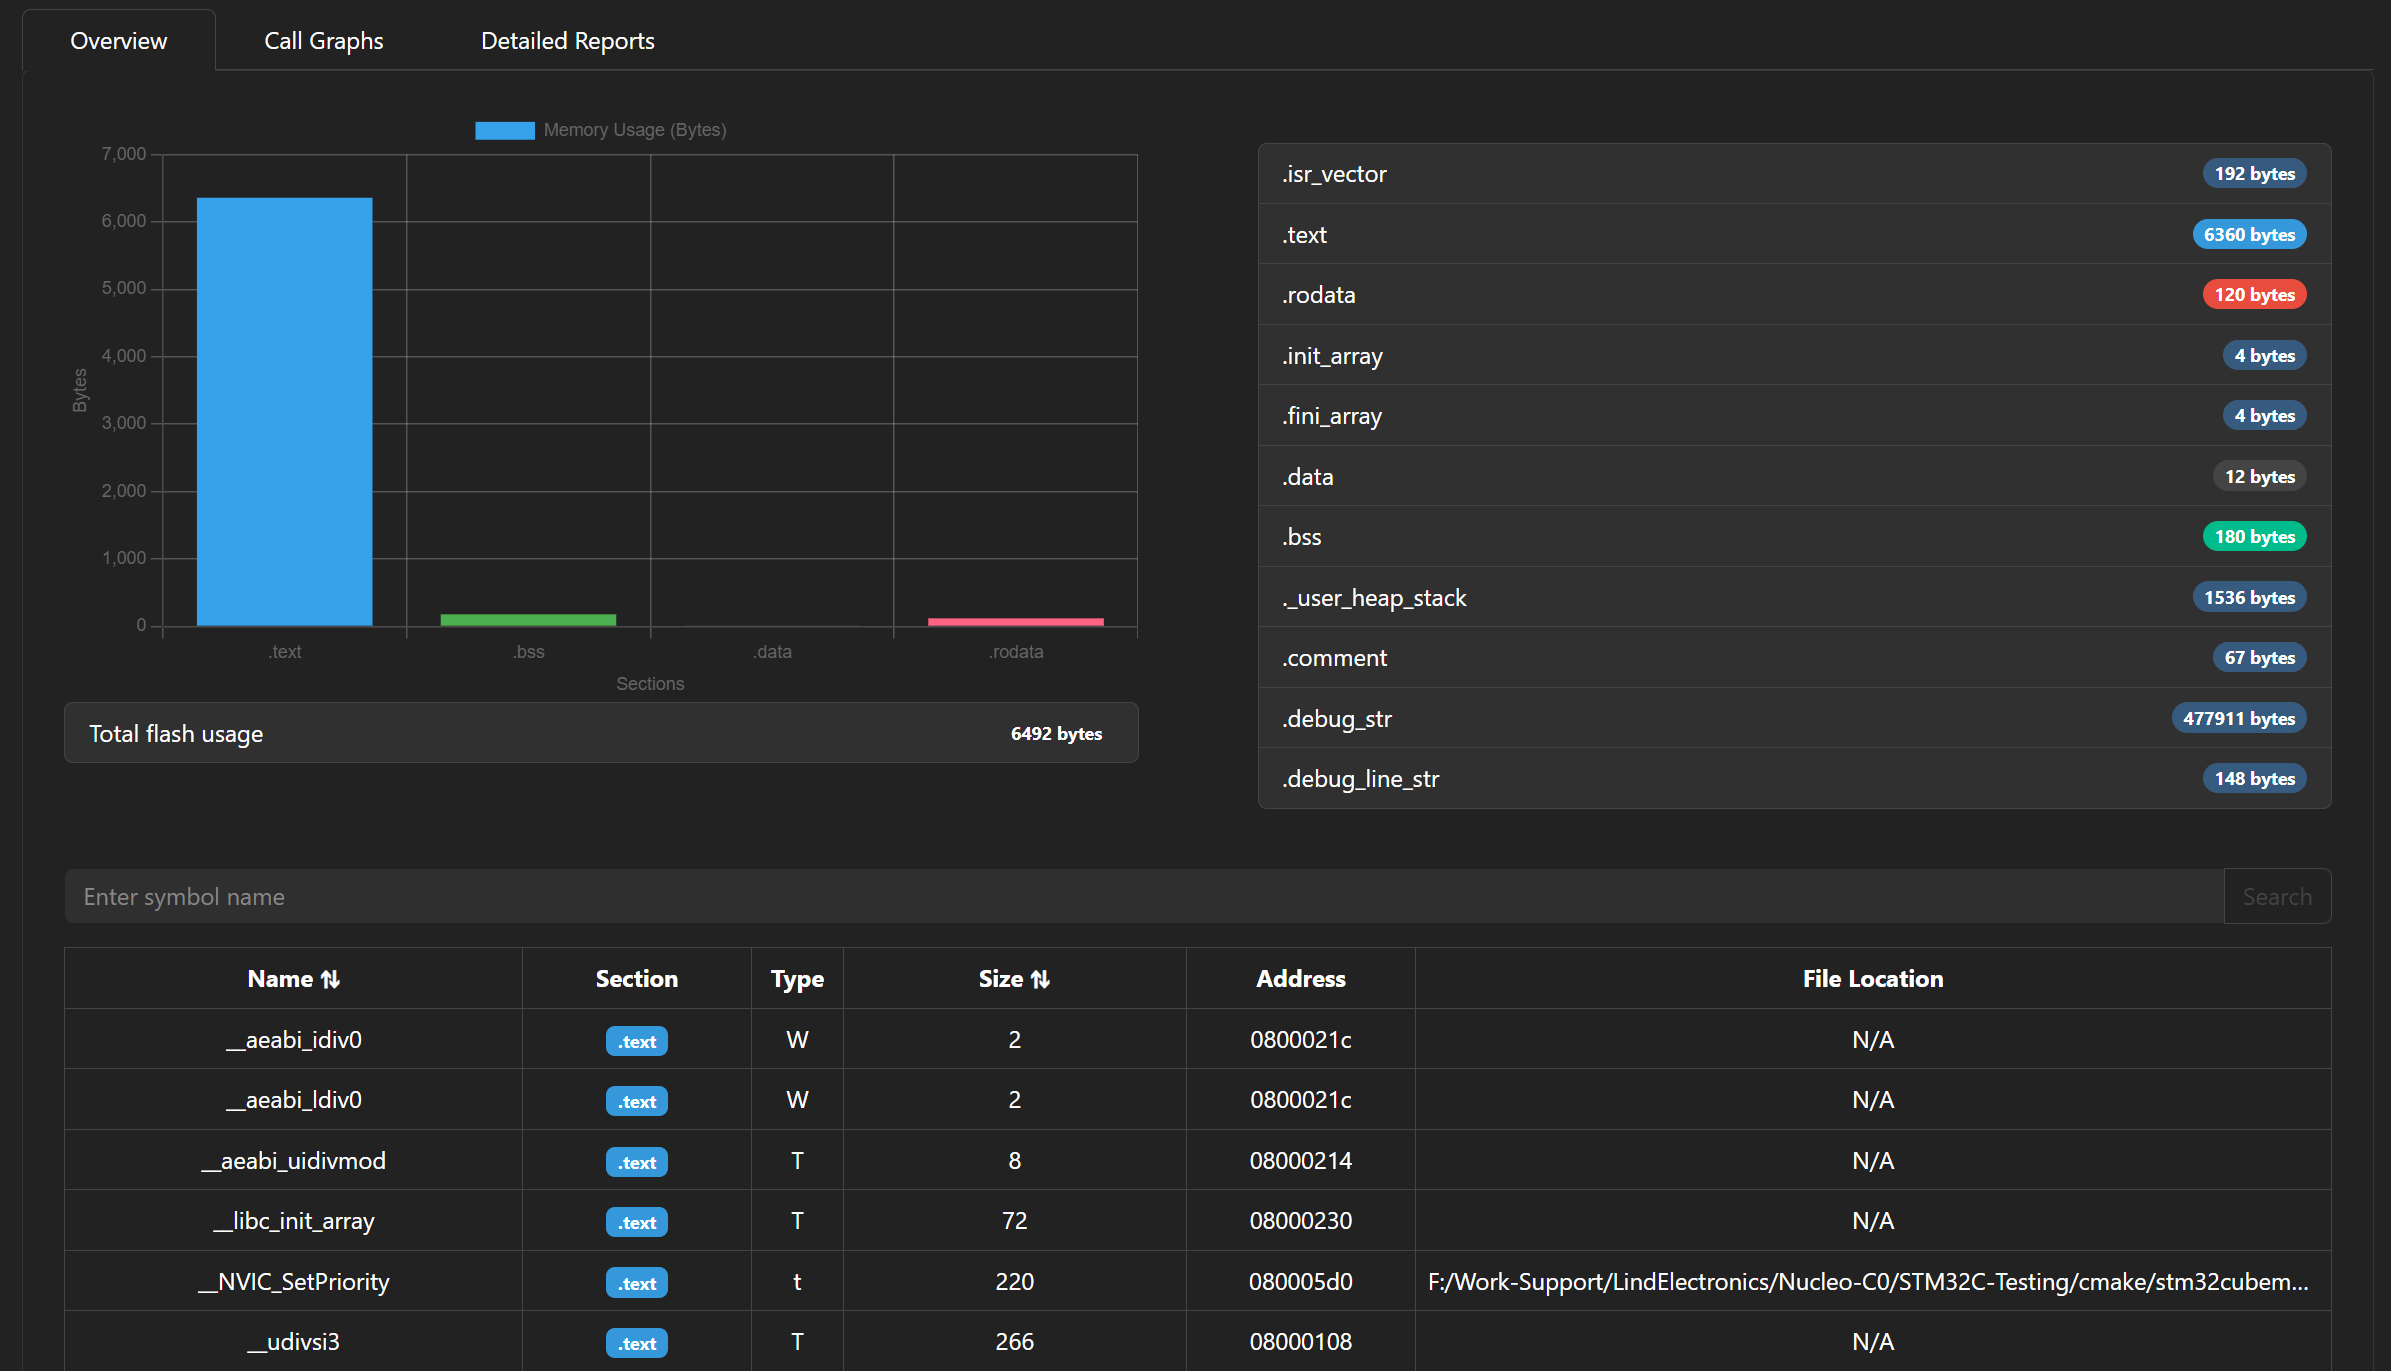 Overview Call Graphs Detailed Reports
Memory Usage (Bytes)
7,000
6,000
5,000
4,000
3,000
2,000
1,000
0
Bytes
.text .bss .data .rodata
Sections
Total flash usage 6492 bytes
.isr_vector 192 bytes
.text 6360 bytes
.rodata 120 bytes
.init_array 4 bytes
.fini_array 4 bytes
.data 12 bytes
.bss 180 bytes
._user_heap_stack 1536 bytes
.comment 67 bytes
.debug_str 477911 bytes
.debug_line_str 148 bytes
Enter symbol name Search
Name ⇅ Section Type Size ⇅ Address File Location
__aeabi_idiv0 .text W 2 0800021c N/A
__aeabi_ldiv0 .text W 2 0800021c N/A
__aeabi_uidivmod .text T 8 08000214 N/A
__libc_init_array .text T 72 08000230 N/A
__NVIC_SetPriority .text t 220 080005d0 F:/Work-Support/LindElectronics/Nucleo-C0/STM32C-Testing/cmake/stm32cubem...
__udivsi3 .text T 266 08000108 N/A